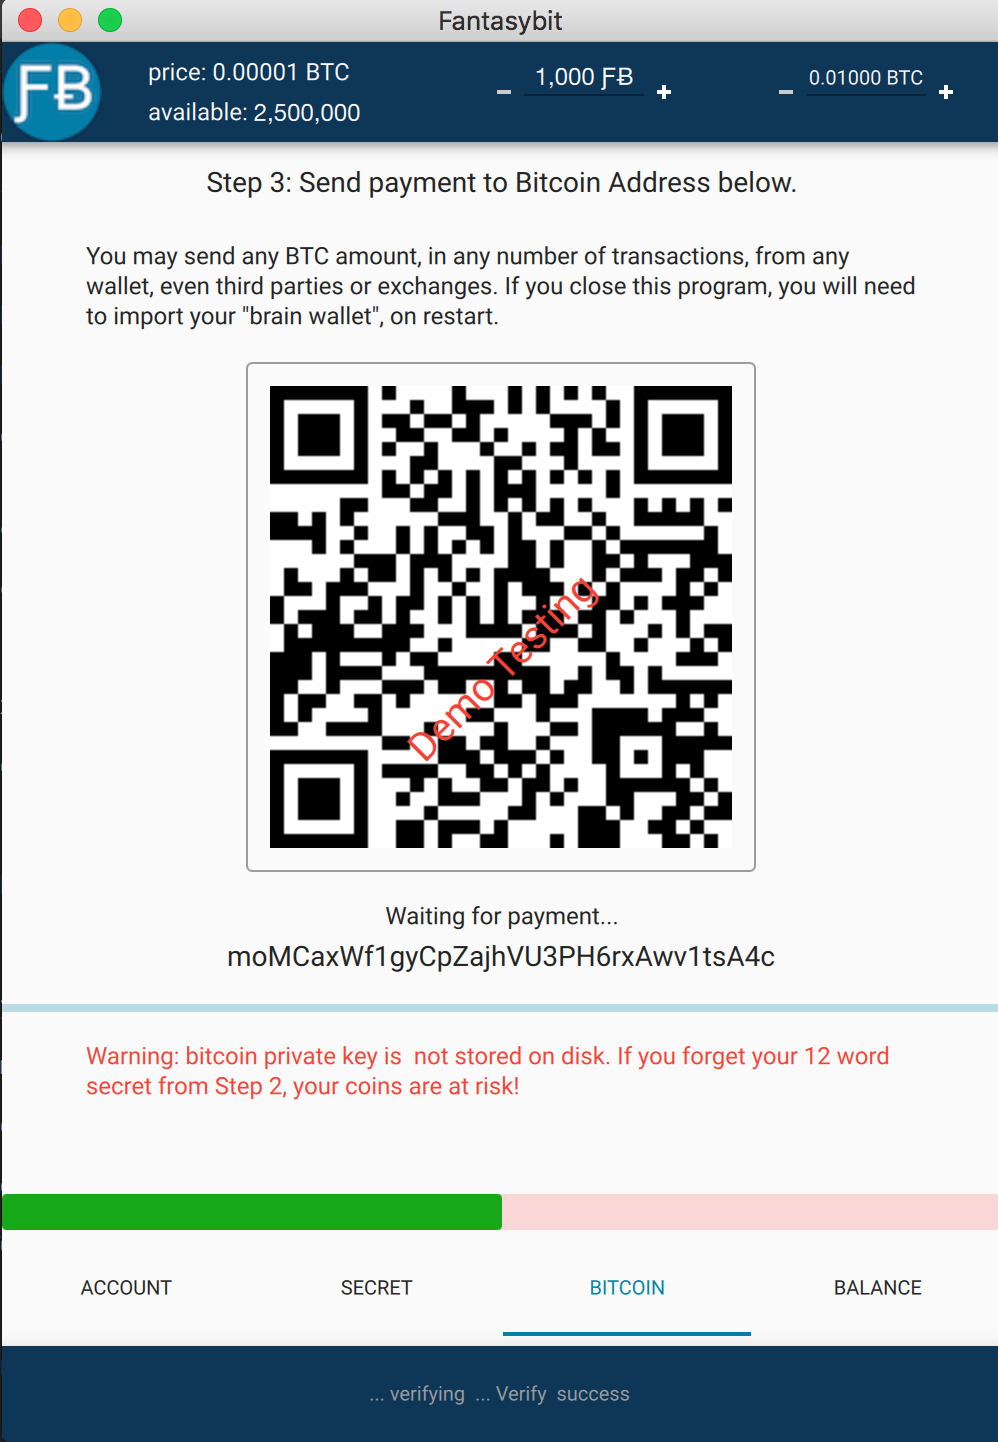 Fantasybit
FB
price: 0.00001 BTC
available: 2,500,000
- 1,000 ƑɃ +
- 0.01000 BTC +
Step 3: Send payment to Bitcoin Address below.
You may send any BTC amount, in any number of transactions, from any
wallet, even third parties or exchanges. If you close this program, you will need
to import your "brain wallet", on restart.
Demo Testing
Waiting for payment...
moMCaxWf1gyCpZajhVU3PH6rxAwv1tsA4c
Warning: bitcoin private key is  not stored on disk. If you forget your 12 word
secret from Step 2, your coins are at risk!
ACCOUNT
SECRET
BITCOIN
BALANCE
... verifying  ... Verify  success